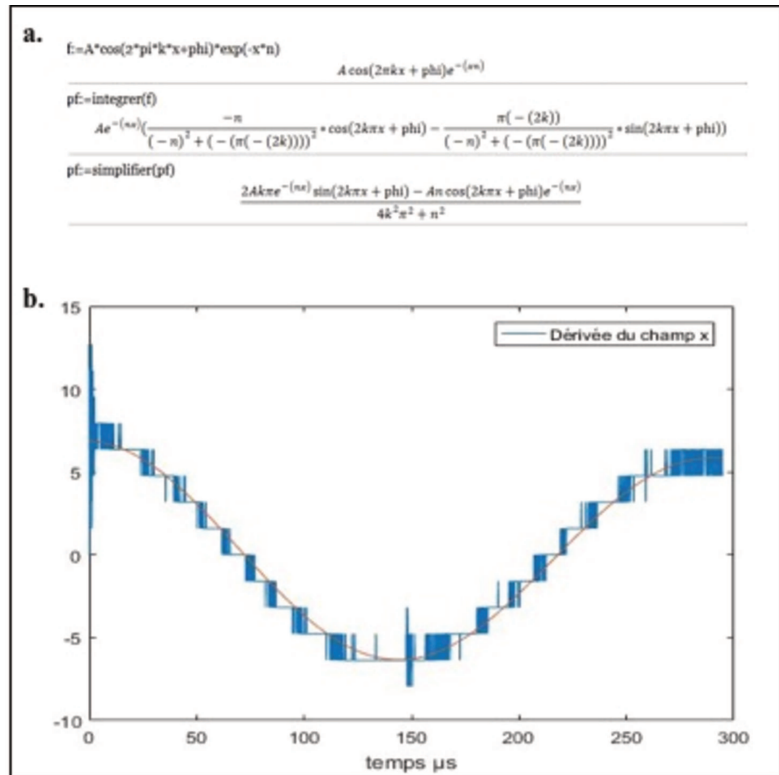 a.
f:=A*cos(2*pi*k*x+phi)*exp(-x*n)
A cos(2πkx + phi)e^−(xn)
pf:=integrer(f)
Ae^−(nx)(−n/((−n)^2 + (−(π(−(2k))))^2) * cos(2kπx + phi) − π(−(2k))/((−n)^2 + (−(π(−(2k))))^2) * sin(2kπx + phi))
pf:=simplifier(pf)
2Akπe^−(nx) sin(2kπx + phi) − An cos(2kπx + phi)e^−(nx)
4k^2π^2 + n^2
b.
15
Dérivée du champ x
10
5
0
-5
-10
0 50 100 150 200 250 300
temps µs